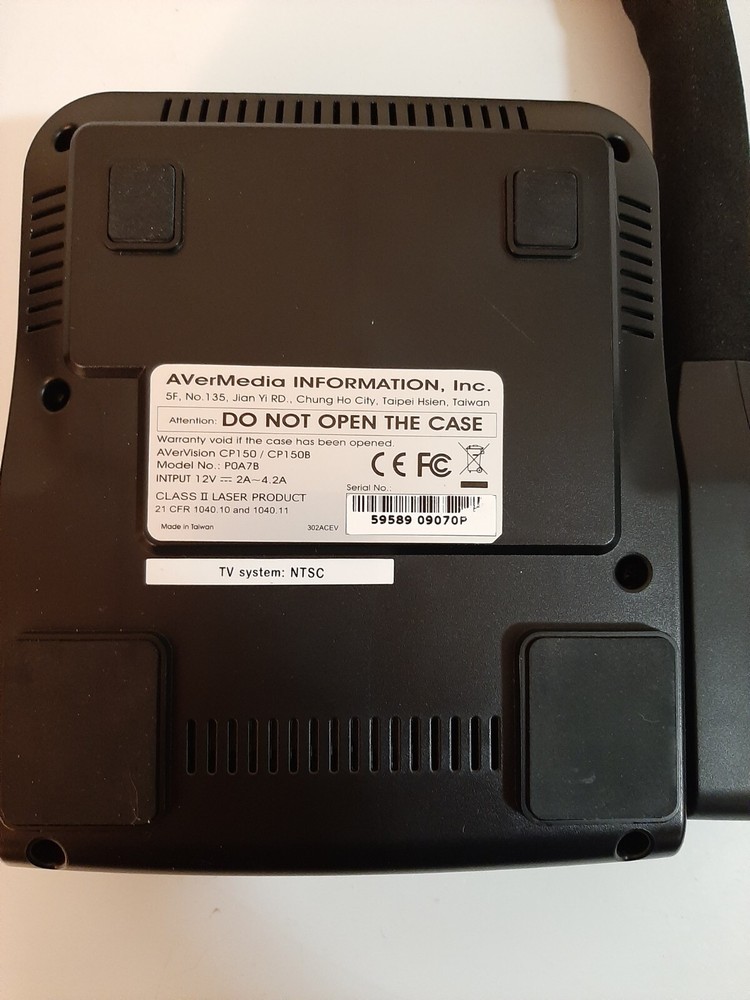 AVerMedia INFORMATION, Inc.
5F, No.135, Jian Yi RD., Chung Ho City, Taipei Hsien, Taiwan
Attention: DO NOT OPEN THE CASE
Warranty void if the case has been opened.
AVerVision CP150 / CP150B
Model No.: P0A7B
INTPUT 12V ⎓ 2A~4.2A
CE FC
Serial No.:
CLASS II LASER PRODUCT
21 CFR 1040.10 and 1040.11
59589 09070P
Made in Taiwan 302ACEV
TV system: NTSC